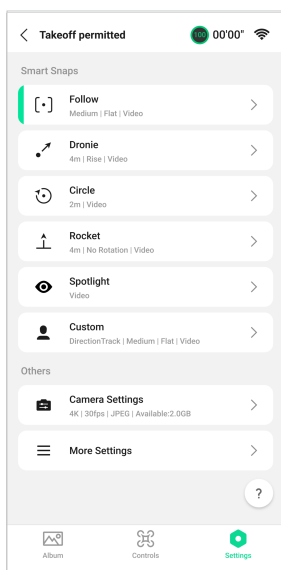 Takeoff permitted
100 00'00"
Smart Snaps
Follow
Medium | Flat | Video
Dronie
4m | Rise | Video
Circle
2m | Video
Rocket
4m | No Rotation | Video
Spotlight
Video
Custom
DirectionTrack | Medium | Flat | Video
Others
Camera Settings
4K | 30fps | JPEG | Available:2.0GB
More Settings
?
Album Controls Settings